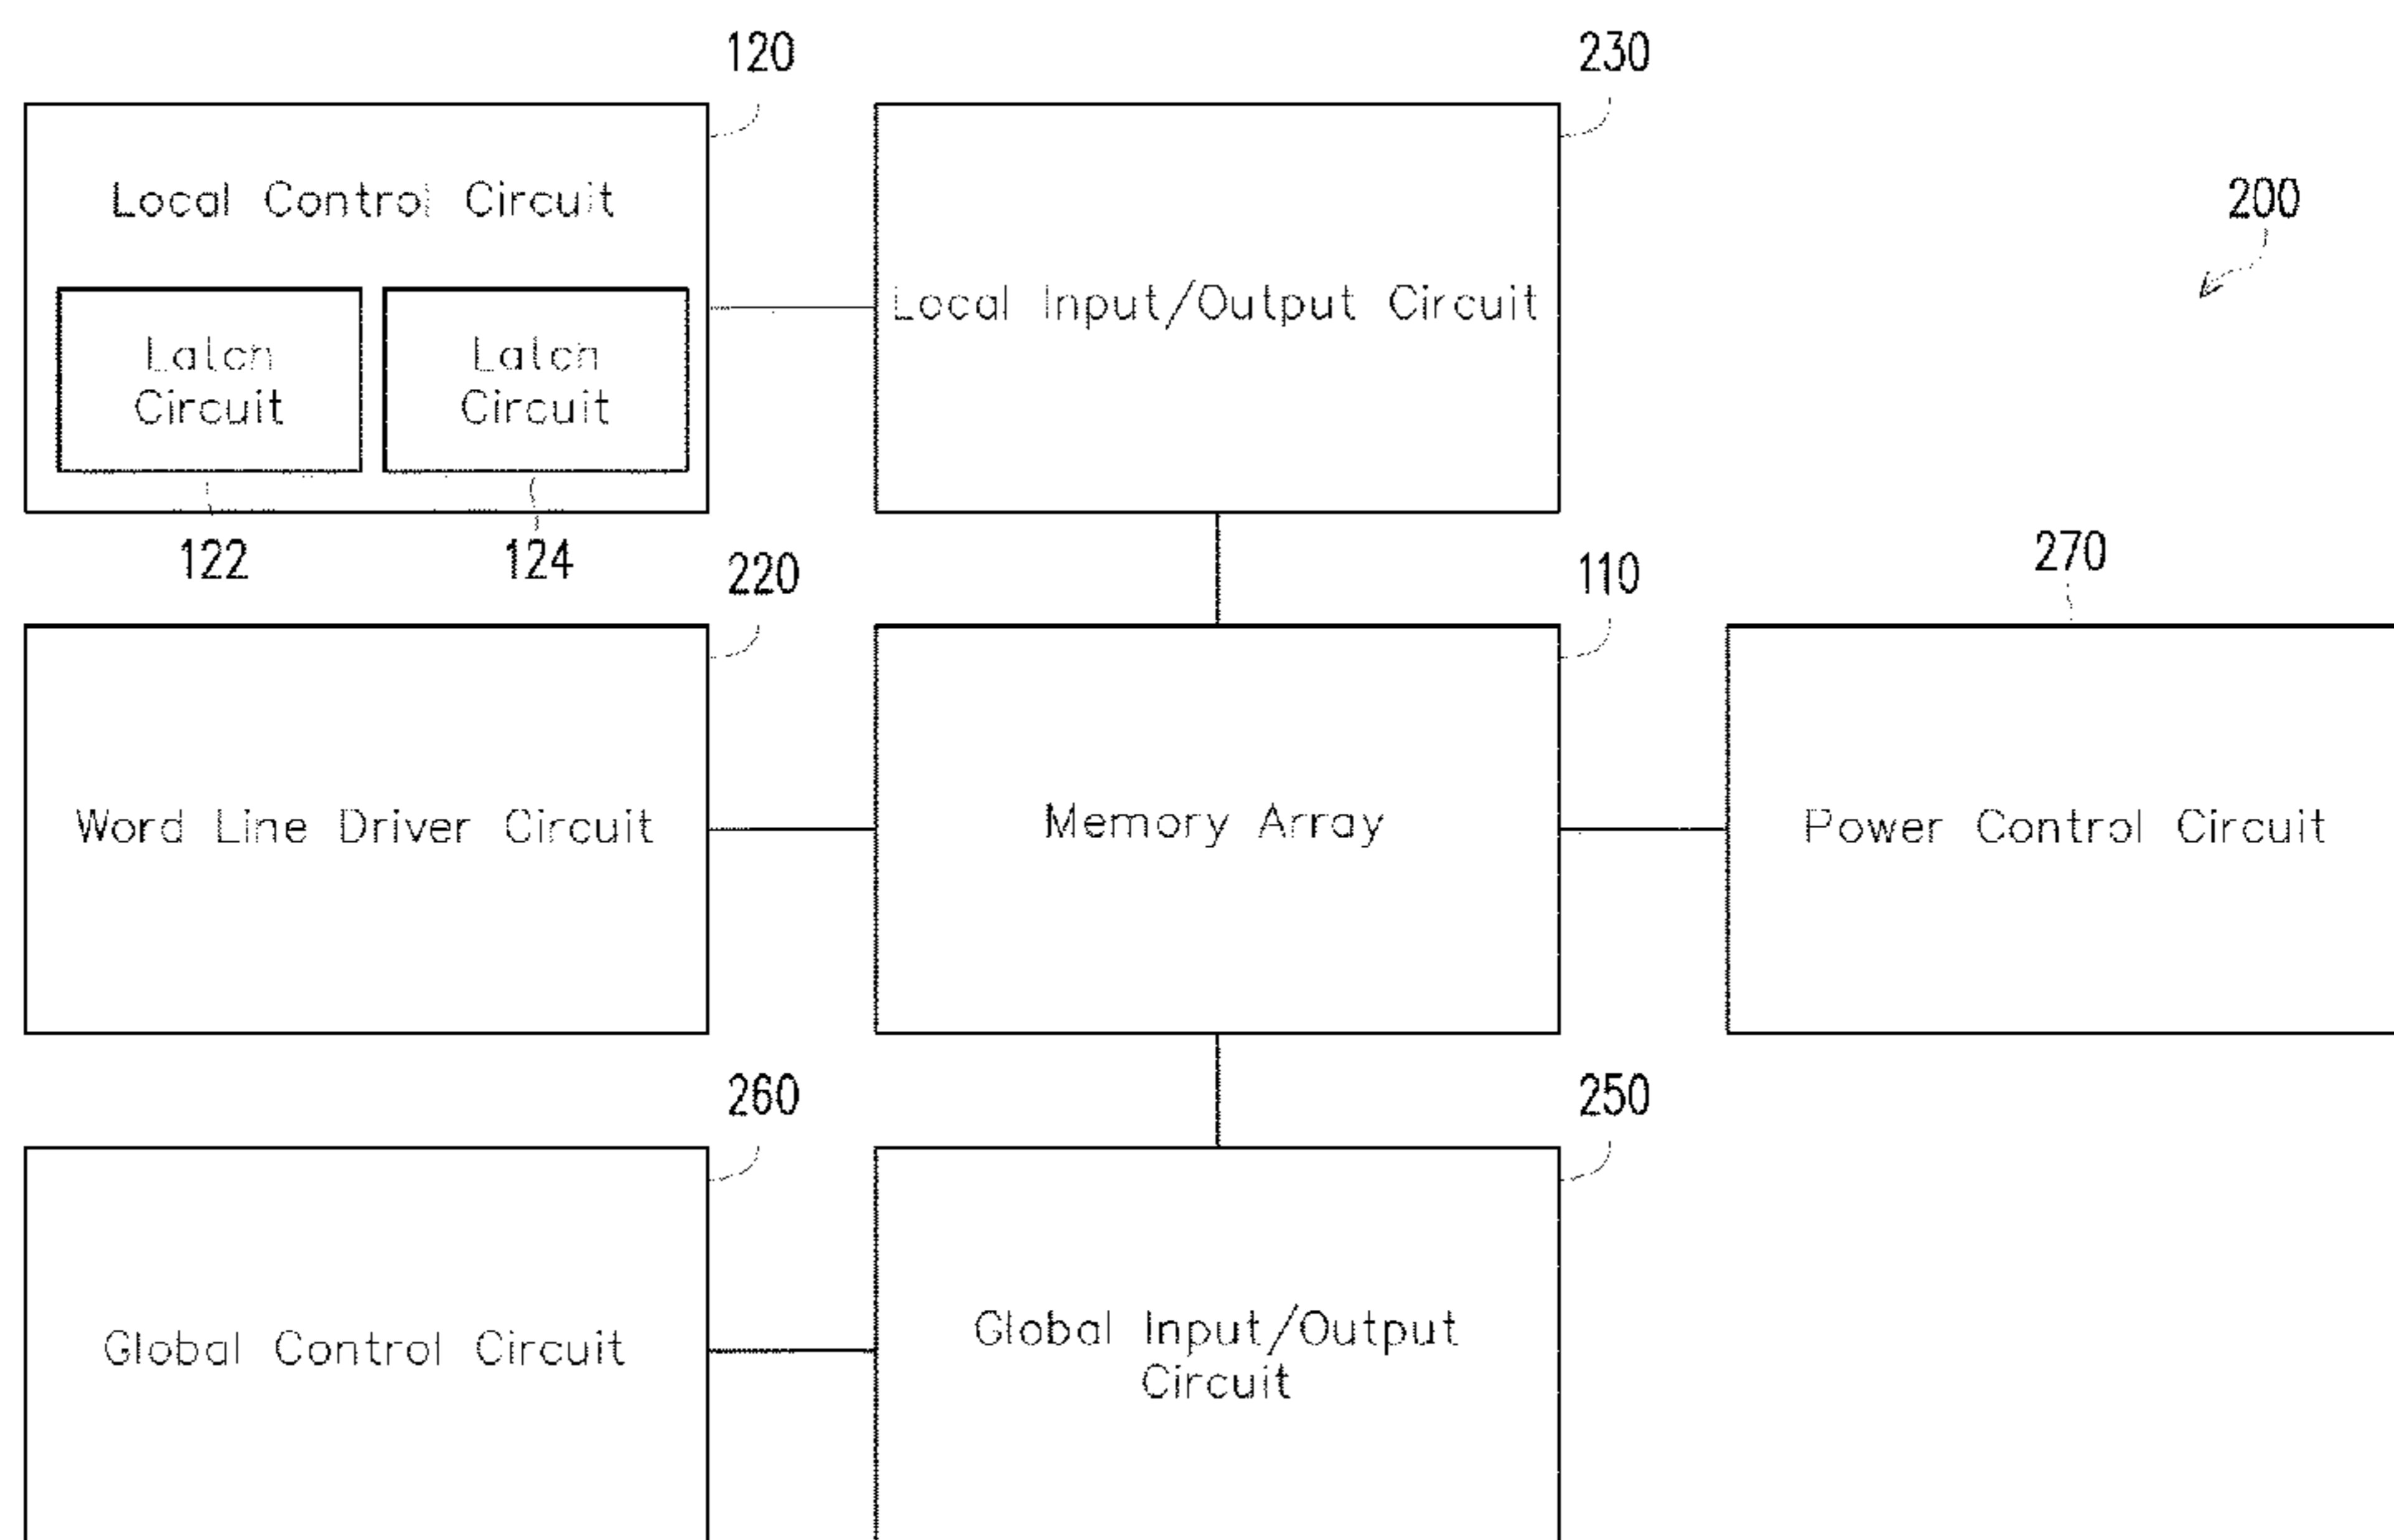 120
230
Local Control Circuit
200
Local Input/Output Circuit
Latch
Circuit
Latch
Circuit
122
124
220
110
270
Word Line Driver Circuit
Memory Array
Power Control Circuit
260
250
Global Control Circuit
Global Input/Output
Circuit